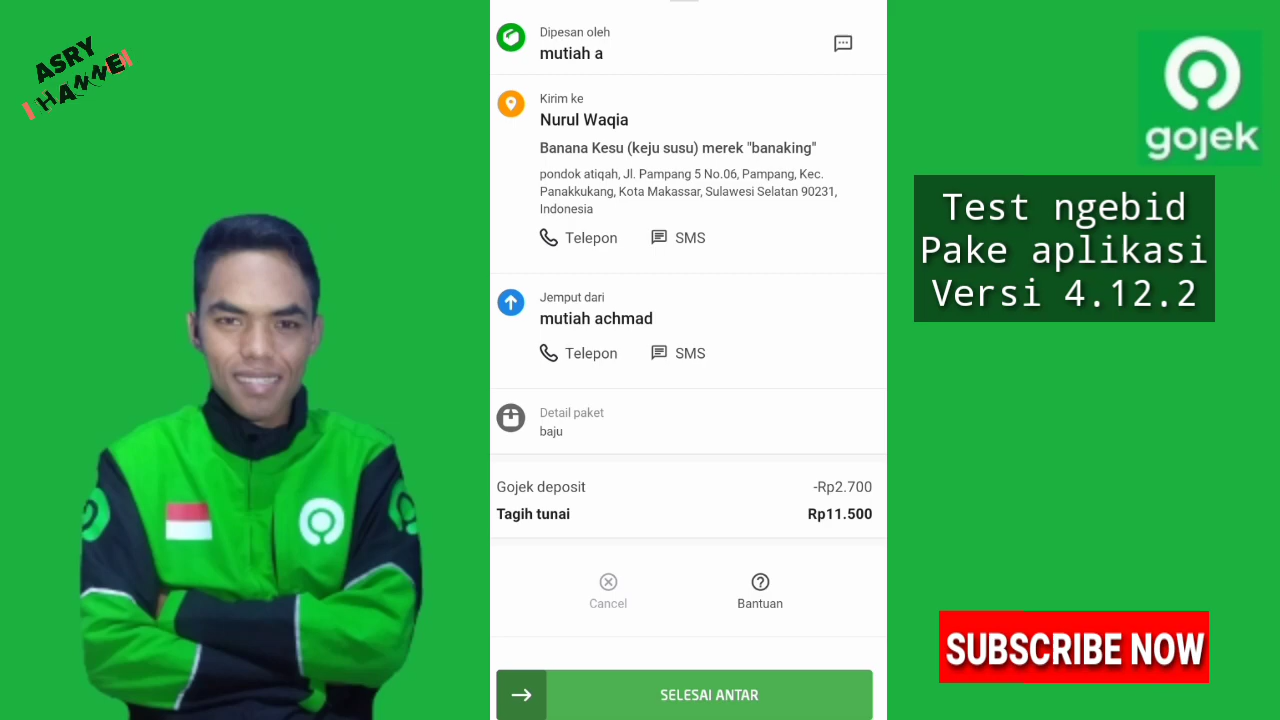 ASRY
CHANNEL
Dipesan oleh
mutiah a
Kirim ke
Nurul Waqia
Banana Kesu (keju susu) merek "banaking"
pondok atiqah, Jl. Pampang 5 No.06, Pampang, Kec.
Panakkukang, Kota Makassar, Sulawesi Selatan 90231,
Indonesia
Telepon SMS
Jemput dari
mutiah achmad
Telepon SMS
Detail paket
baju
Gojek deposit -Rp2.700
Tagih tunai Rp11.500
Cancel Bantuan
SELESAI ANTAR
gojek
Test ngebid
Pake aplikasi
Versi 4.12.2
SUBSCRIBE NOW